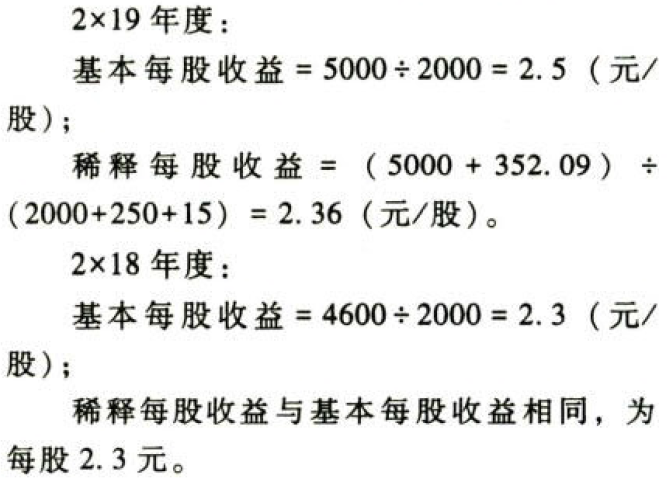 2×19 年度：
基本每股收益 = 5000÷2000 = 2.5（元/
股）；
稀释每股收益 =（5000 + 352.09）÷
(2000+250+15) = 2.36（元/股）。
2×18 年度：
基本每股收益 = 4600÷2000 = 2.3（元/
股）；
稀释每股收益与基本每股收益相同，为
每股 2.3 元。